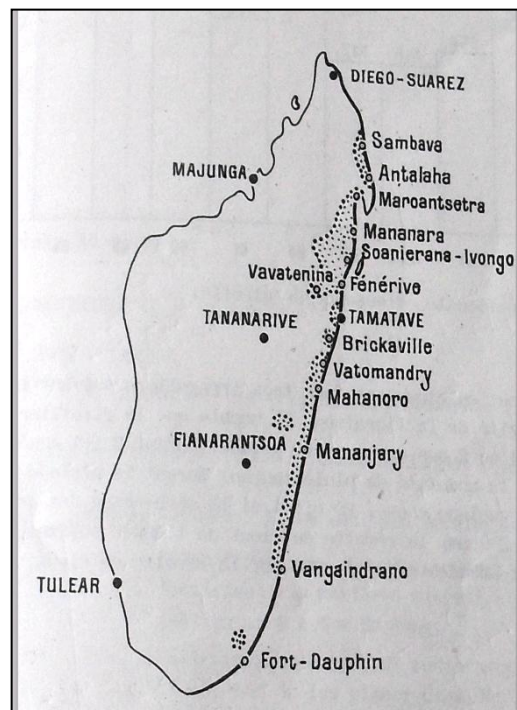 DIEGO-SUAREZ
Sambava
MAJUNGA
Antalaha
Maroantsetra
Mananara
Soanierana-Ivongo
Vavatenina
Fénérive
TANANARIVE
TAMATAVE
Brickaville
Vatomandry
Mahanoro
FIANARANTSOA
Mananjary
Vangaindrano
TULEAR
Fort-Dauphin